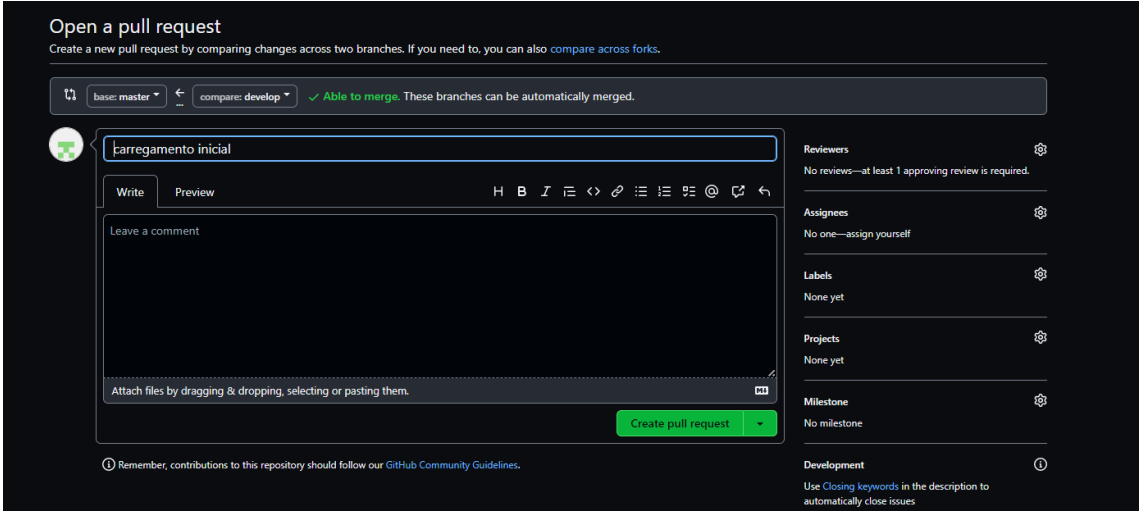 Open a pull request
Create a new pull request by comparing changes across two branches. If you need to, you can also compare across forks.
base: master
compare: develop
...
Able to merge. These branches can be automatically merged.
carregamento inicial
Write
Preview
Leave a comment
Attach files by dragging & dropping, selecting or pasting them.
Create pull request
Remember, contributions to this repository should follow our GitHub Community Guidelines.
Reviewers
No reviews—at least 1 approving review is required.
Assignees
No one—assign yourself
Labels
None yet
Projects
None yet
Milestone
No milestone
Development
Use Closing keywords in the description to
automatically close issues